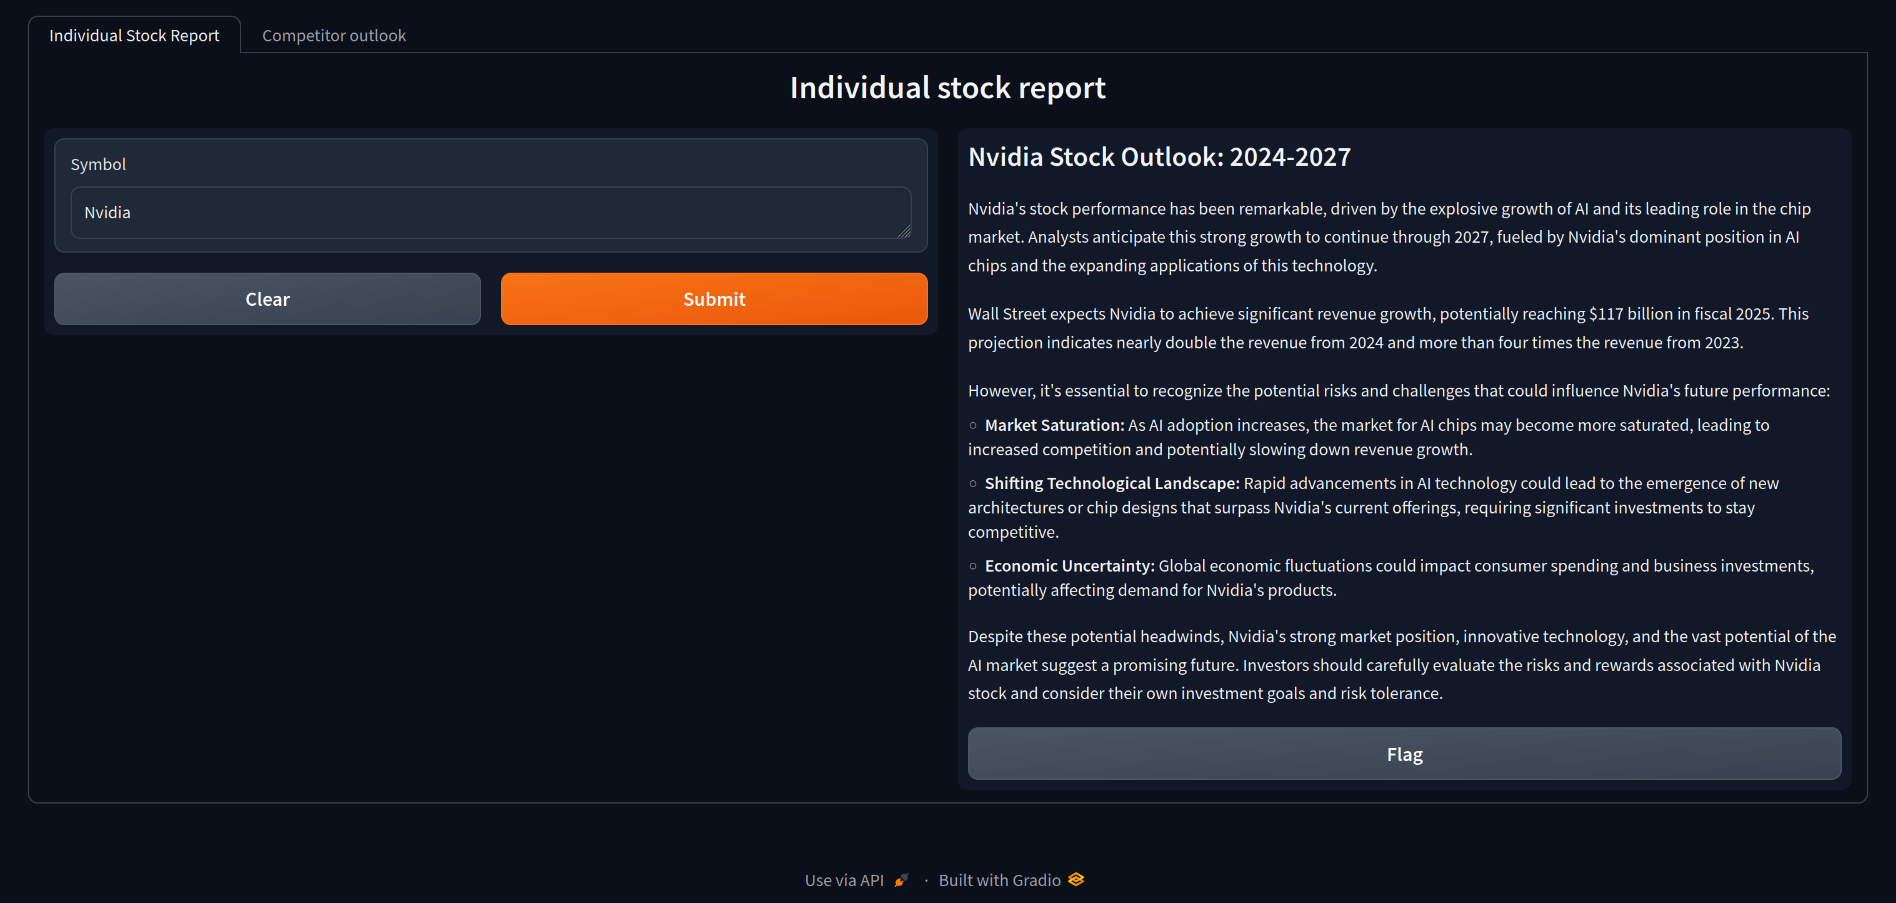 Individual Stock Report
Competitor outlook
Individual stock report
Symbol
Nvidia
Clear
Submit
Nvidia Stock Outlook: 2024-2027
Nvidia's stock performance has been remarkable, driven by the explosive growth of AI and its leading role in the chip
market. Analysts anticipate this strong growth to continue through 2027, fueled by Nvidia's dominant position in AI
chips and the expanding applications of this technology.
Wall Street expects Nvidia to achieve significant revenue growth, potentially reaching $117 billion in fiscal 2025. This
projection indicates nearly double the revenue from 2024 and more than four times the revenue from 2023.
However, it's essential to recognize the potential risks and challenges that could influence Nvidia's future performance:
○ Market Saturation: As AI adoption increases, the market for AI chips may become more saturated, leading to
increased competition and potentially slowing down revenue growth.
○ Shifting Technological Landscape: Rapid advancements in AI technology could lead to the emergence of new
architectures or chip designs that surpass Nvidia's current offerings, requiring significant investments to stay
competitive.
○ Economic Uncertainty: Global economic fluctuations could impact consumer spending and business investments,
potentially affecting demand for Nvidia's products.
Despite these potential headwinds, Nvidia's strong market position, innovative technology, and the vast potential of the
AI market suggest a promising future. Investors should carefully evaluate the risks and rewards associated with Nvidia
stock and consider their own investment goals and risk tolerance.
Flag
Use via API · Built with Gradio